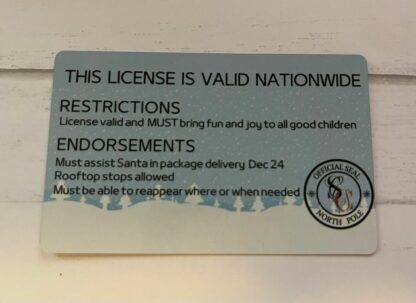 THIS LICENSE IS VALID NATIONWIDE
RESTRICTIONS
License valid and MUST bring fun and joy to all good children
ENDORSEMENTS
Must assist Santa in package delivery Dec 24
Rooftop stops allowed
Must be able to reappear where or when needed
OFFICIAL SEAL
NORTH POLE